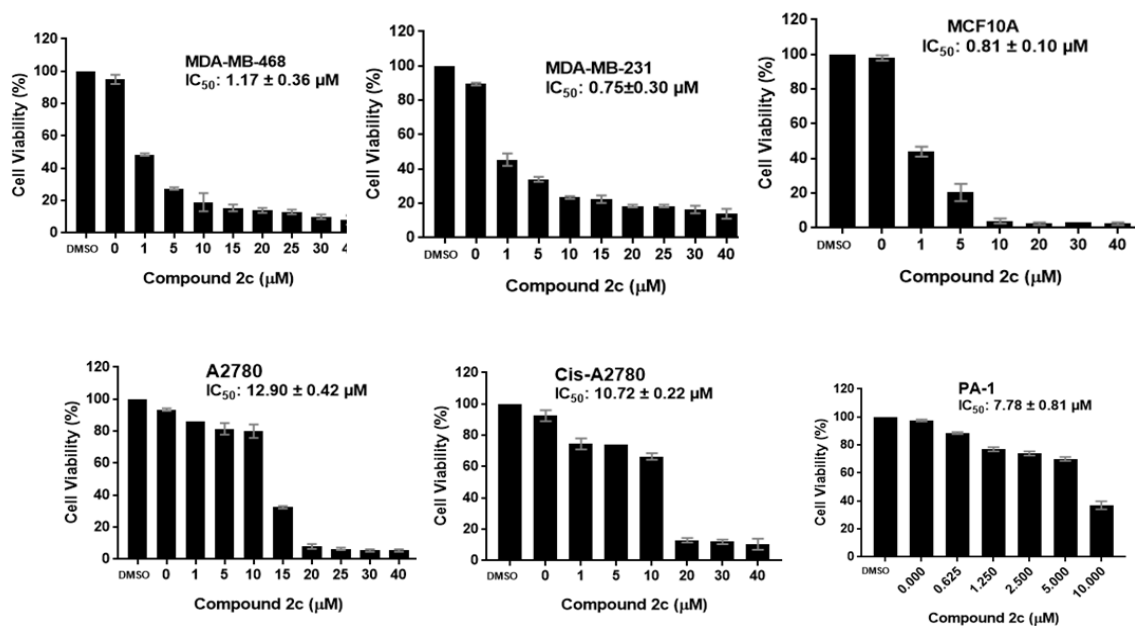 MDA-MB-468
IC50: 1.17 ± 0.36 µM
Cell Viability (%)
120
100
80
60
40
20
0
DMSO 0 1 5 10 15 20 25 30 4
Compound 2c (µM)
MDA-MB-231
IC50: 0.75±0.30 µM
Cell Viability (%)
120
100
80
60
40
20
0
DMSO 0 1 5 10 15 20 25 30 40
Compound 2c (µM)
MCF10A
IC50: 0.81 ± 0.10 µM
Cell Viability (%)
120
100
80
60
40
20
0
DMSO 0 1 5 10 20 30 40
Compound 2c (µM)
A2780
IC50: 12.90 ± 0.42 µM
Cell Viability (%)
120
100
80
60
40
20
0
DMSO 0 1 5 10 15 20 25 30 40
Compound 2c (µM)
Cis-A2780
IC50: 10.72 ± 0.22 µM
Cell Viability (%)
120
100
80
60
40
20
0
DMSO 0 1 5 10 20 30 40
Compound 2c (µM)
PA-1
IC50: 7.78 ± 0.81 µM
Cell Viability (%)
120
100
80
60
40
20
0
DMSO 0.000 0.625 1.250 2.500 5.000 10.000
Compound 2c (µM)